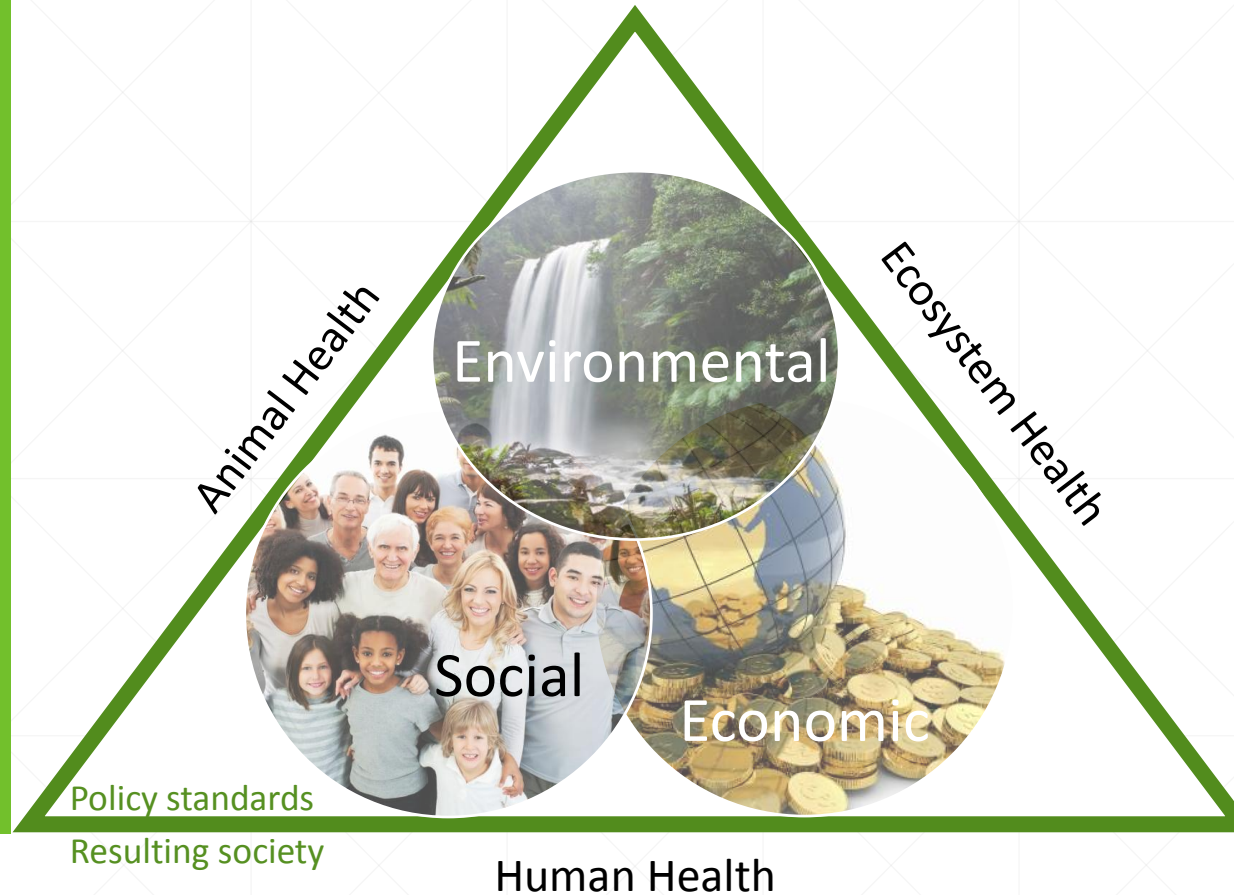 Animal Health
Ecosystem Health
Environmental
Social
Economic
Policy standards
Resulting society
Human Health